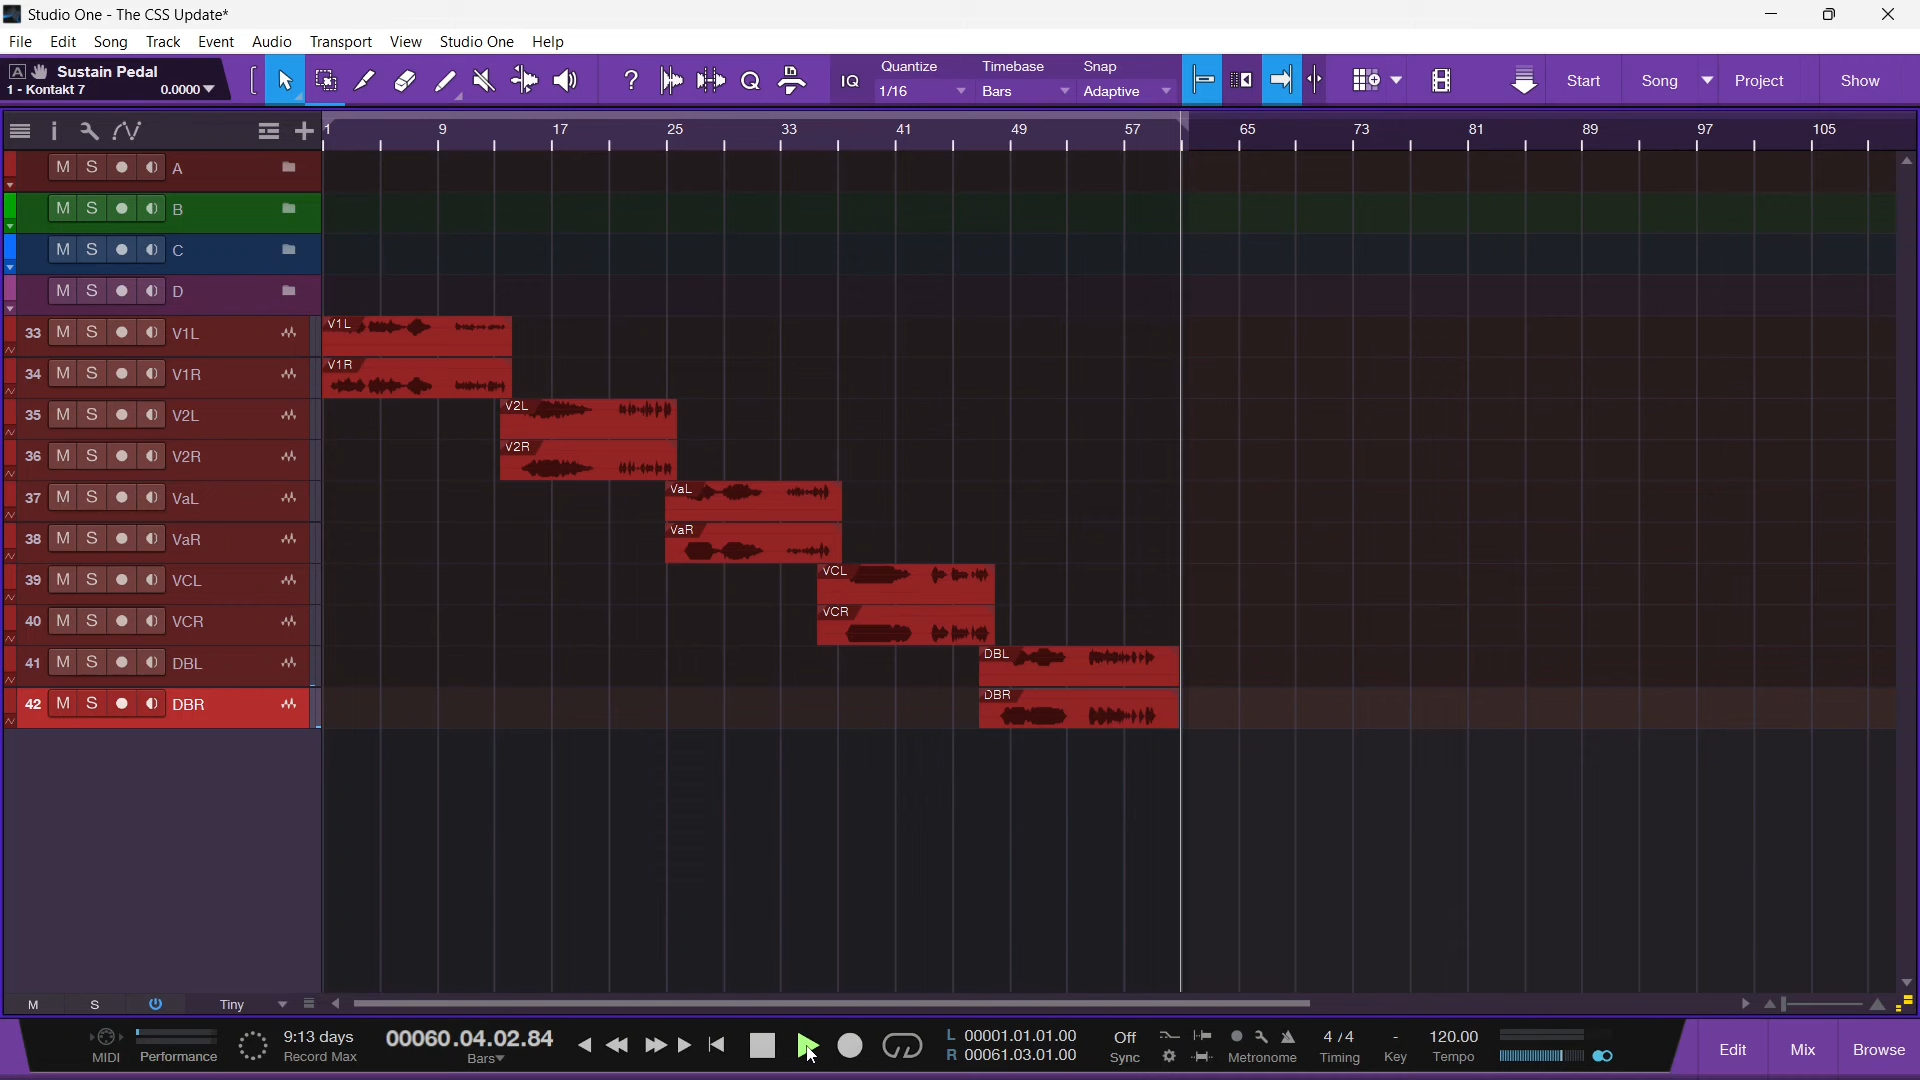 Studio One - The CSS Update*
File Edit Song Track Event Audio Transport View Studio One Help
A Sustain Pedal
1 - Kontakt 7 0.0000
? Q IQ
Quantize Timebase Snap
1/16 Bars Adaptive
Start Song Project Show
1 9 17 25 33 41 49 57 65 73 81 89 97 105
M S A
M S B
M S C
M S D
33 M S V1L V1L
34 M S V1R V1R
35 M S V2L V2L
36 M S V2R V2R
37 M S VaL VaL
38 M S VaR VaR
39 M S VCL VCL
40 M S VCR VCR
41 M S DBL DBL
42 M S DBR DBR
M S Tiny
MIDI Performance
9:13 days
Record Max
00060.04.02.84
Bars
L 00001.01.01.00
R 00061.03.01.00
Off
Sync
Metronome
4 / 4
Timing
-
Key
120.00
Tempo
Edit Mix Browse